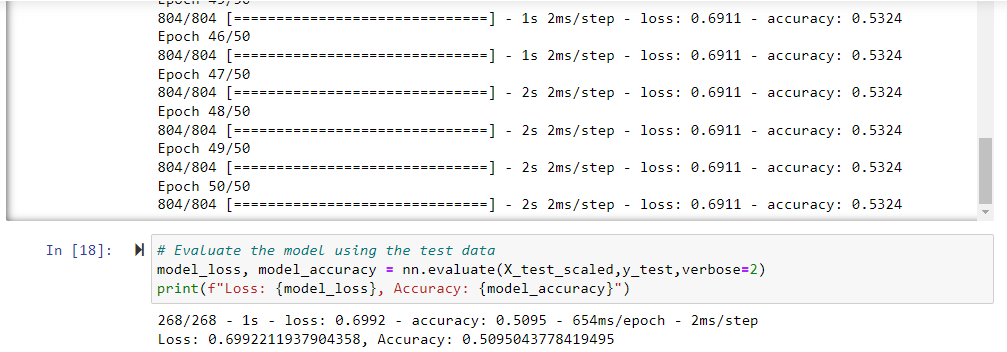 Epoch 45/50
804/804 [==============================] - 1s 2ms/step - loss: 0.6911 - accuracy: 0.5324
Epoch 46/50
804/804 [==============================] - 1s 2ms/step - loss: 0.6911 - accuracy: 0.5324
Epoch 47/50
804/804 [==============================] - 2s 2ms/step - loss: 0.6911 - accuracy: 0.5324
Epoch 48/50
804/804 [==============================] - 2s 2ms/step - loss: 0.6911 - accuracy: 0.5324
Epoch 49/50
804/804 [==============================] - 2s 2ms/step - loss: 0.6911 - accuracy: 0.5324
Epoch 50/50
804/804 [==============================] - 2s 2ms/step - loss: 0.6911 - accuracy: 0.5324
In [18]:
# Evaluate the model using the test data
model_loss, model_accuracy = nn.evaluate(X_test_scaled,y_test,verbose=2)
print(f"Loss: {model_loss}, Accuracy: {model_accuracy}")
268/268 - 1s - loss: 0.6992 - accuracy: 0.5095 - 654ms/epoch - 2ms/step
Loss: 0.6992211937904358, Accuracy: 0.5095043778419495